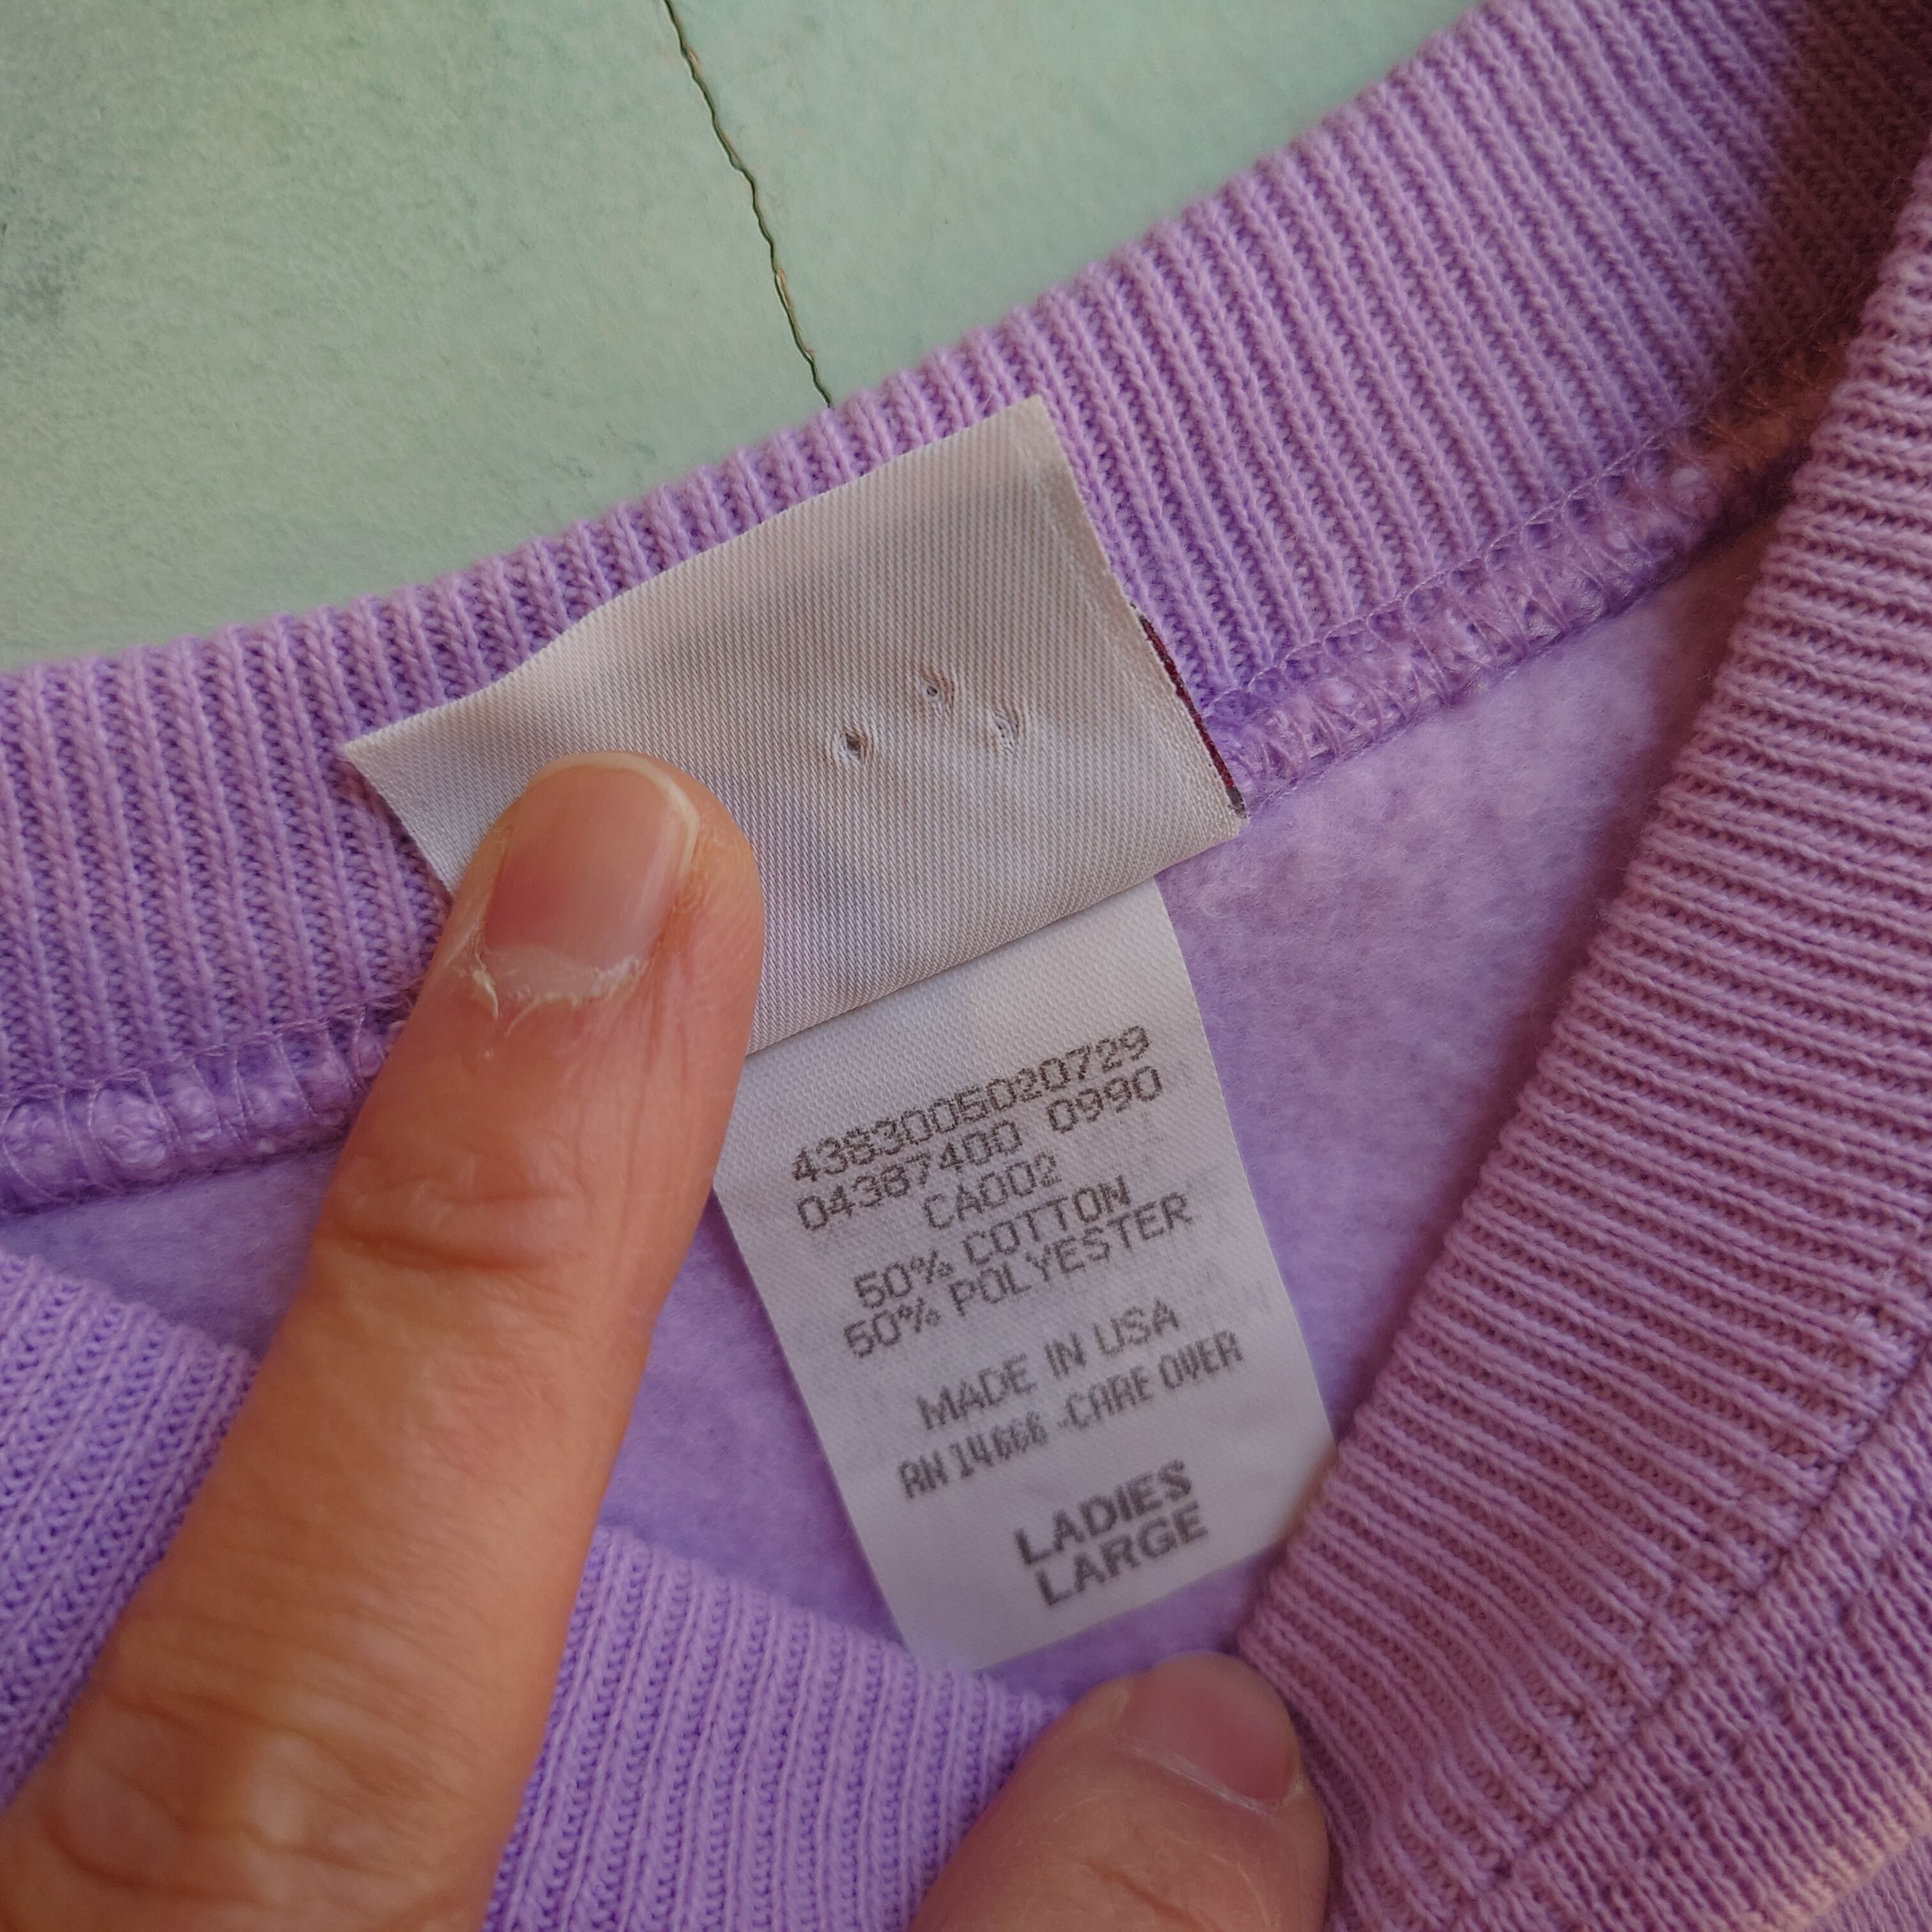 4383005020729
04387400 0990
CA002
50% COTTON
50% POLYESTER
MADE IN USA
RN 14666 -CARE OVER
LADIES
LARGE